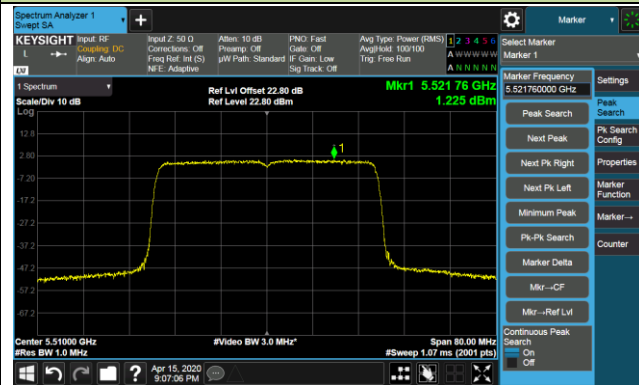 Spectrum Analyzer 1
Swept SA
Marker
KEYSIGHT
Input: RF
Coupling: DC
Align: Auto
Input Z: 50 Ω
Corrections: Off
Freq Ref: Int (S)
NFE: Adaptive
Atten: 10 dB
Preamp: Off
µW Path: Standard
PNO: Fast
Gate: Off
IF Gain: Low
Sig Track: Off
Avg Type: Power (RMS)
Avg|Hold: 100/100
Trig: Free Run
1 2 3 4 5 6
A W W W W W
A N N N N N
L
LXI
Select Marker
Marker 1
1 Spectrum
Scale/Div 10 dB
Log
Ref Lvl Offset 22.80 dB
Ref Level 22.80 dBm
Mkr1 5.521 76 GHz
1.225 dBm
12.8
2.80
-7.20
-17.2
-27.2
-37.2
-47.2
-57.2
-67.2
1
Center 5.51000 GHz
#Res BW 1.0 MHz
#Video BW 3.0 MHz*
Span 80.00 MHz
#Sweep 1.07 ms (2001 pts)
Marker Frequency
5.521760000 GHz
Peak Search
Next Peak
Next Pk Right
Next Pk Left
Minimum Peak
Pk-Pk Search
Marker Delta
Mkr→CF
Mkr→Ref Lvl
Continuous Peak
Search
On
Off
Settings
Peak
Search
Pk Search
Config
Properties
Marker
Function
Marker→
Counter
?
Apr 15, 2020
9:07:06 PM